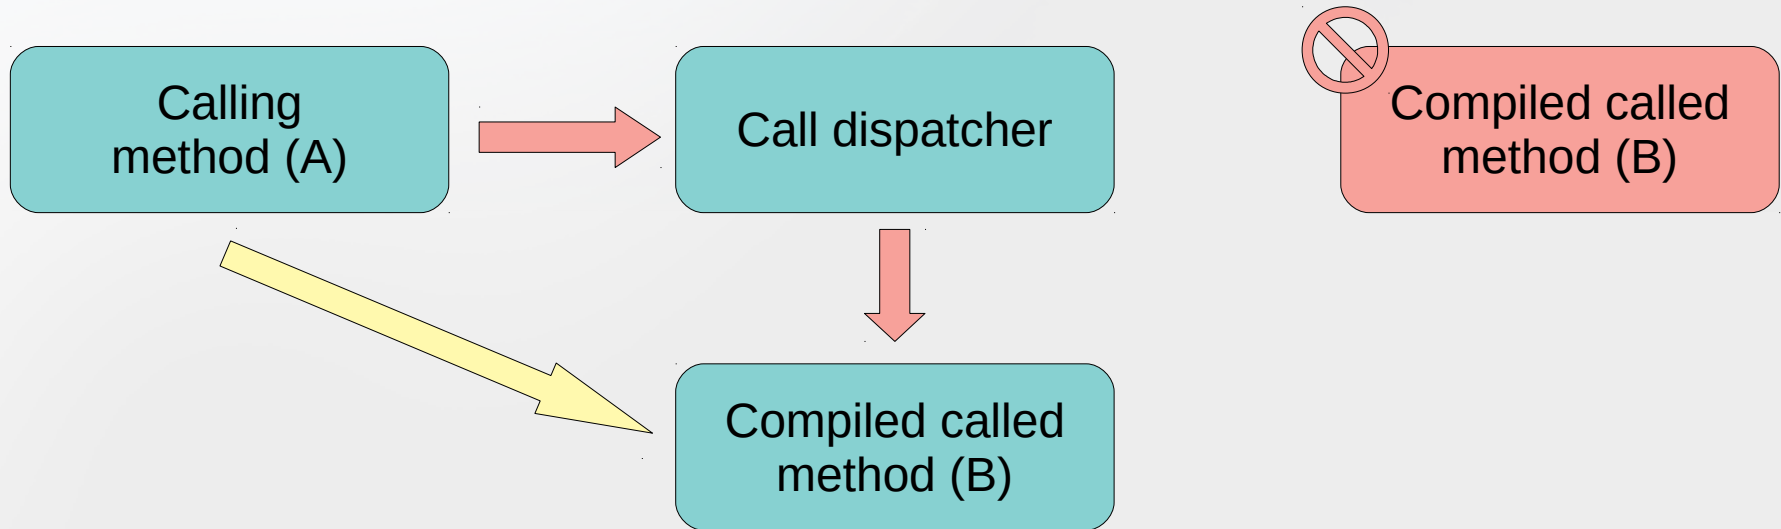 Calling
method (A)
Call dispatcher
Compiled called
method (B)
Compiled called
method (B)